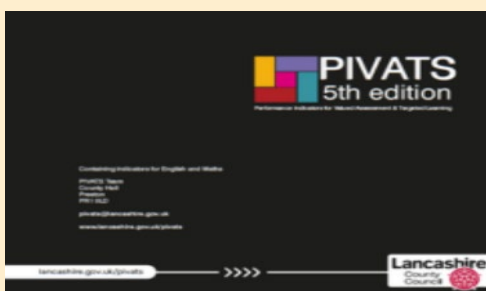 PIVATS
5th edition
Performance Indicators for Valued Assessment & Targeted Learning
Containing indicators for English and Maths
PIVATS Team
County Hall
Preston
PR1 0LD
pivats@lancashire.gov.uk
www.lancashire.gov.uk/pivats
lancashire.gov.uk/pivats
>>>>
Lancashire
County
Council